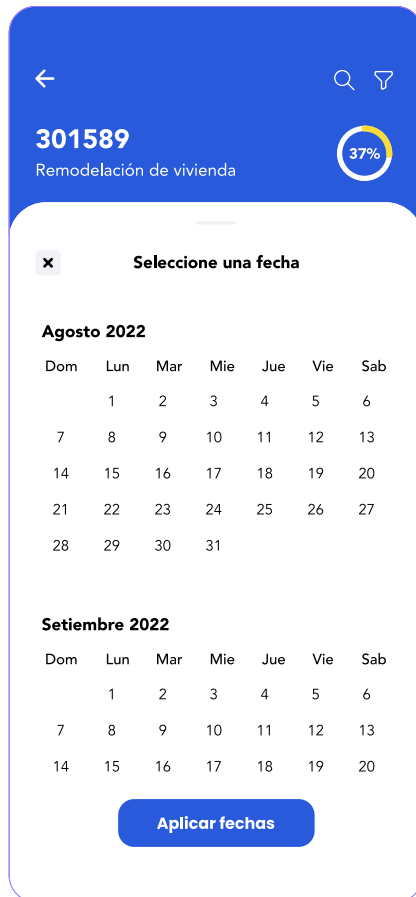 301589
Remodelación de vivienda
37%
Seleccione una fecha
Agosto 2022
Dom Lun Mar Mie Jue Vie Sab
1 2 3 4 5 6
7 8 9 10 11 12 13
14 15 16 17 18 19 20
21 22 23 24 25 26 27
28 29 30 31
Setiembre 2022
Dom Lun Mar Mie Jue Vie Sab
1 2 3 4 5 6
7 8 9 10 11 12 13
14 15 16 17 18 19 20
Aplicar fechas